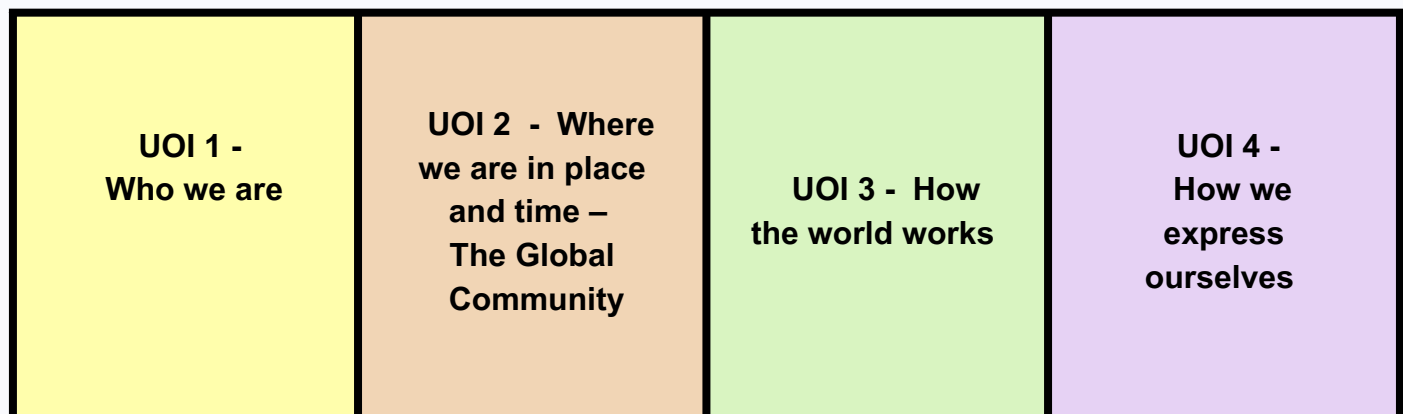 UOI 1 -
Who we are
UOI 2 - Where
we are in place
and time –
The Global
Community
UOI 3 - How
the world works
UOI 4 -
How we
express
ourselves